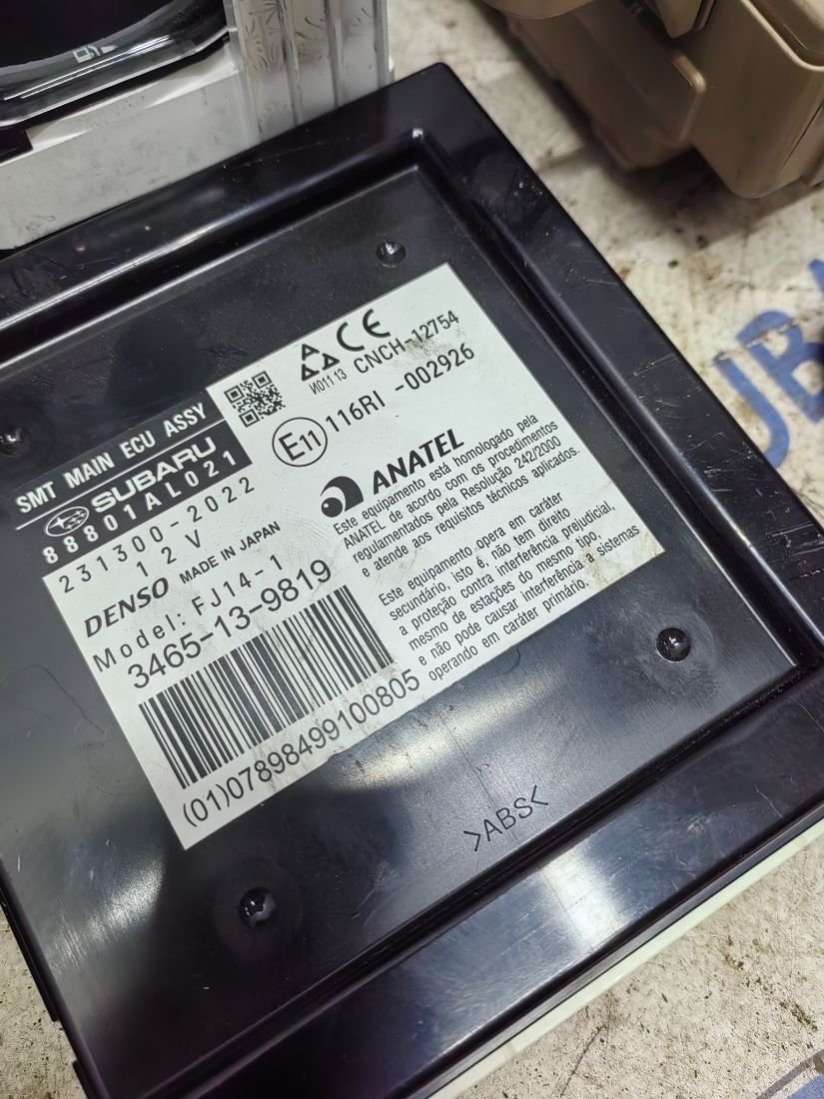 SMT MAIN ECU ASSY
SUBARU
88801AL021
231300-2022
12V
DENSO MADE IN JAPAN
Model: FJ14-1
3465-13-9819
(01)07898499100805
CE
И011 13 CNCH-12754
E11 116RI -002926
ANATEL
Este equipamento está homologado pela
ANATEL de acordo com os procedimentos
regulamentados pela Resolução 242/2000
e atende aos requisitos técnicos aplicados.
Este equipamento opera em caráter
secundário, isto é, não tem direito
a proteção contra interferência prejudicial,
mesmo de estações do mesmo tipo,
e não pode causar interferência a sistemas
operando em caráter primário.
>ABS<